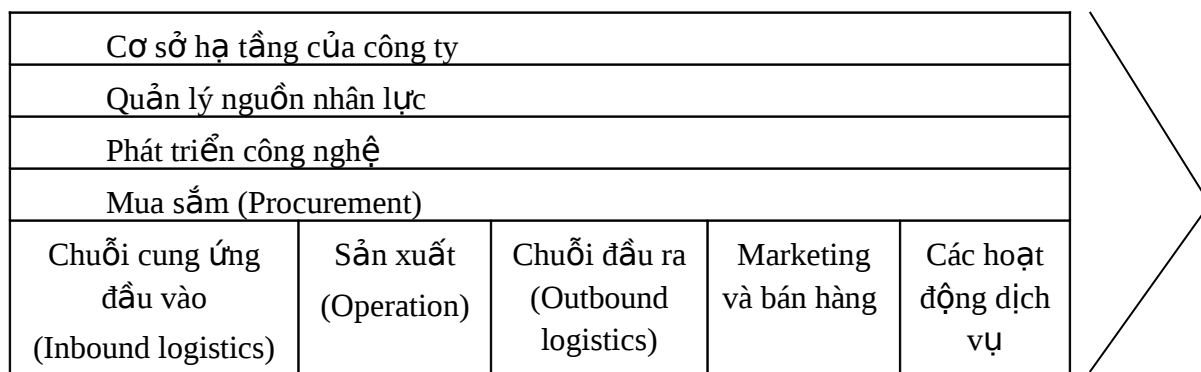 Cơ sở hạ tầng của công ty
Quản lý nguồn nhân lực
Phát triển công nghệ
Mua sắm (Procurement)
Chuỗi cung ứng
đầu vào
(Inbound logistics)
Sản xuất
(Operation)
Chuỗi đầu ra
(Outbound
logistics)
Marketing
và bán hàng
Các hoạt
động dịch
vụ